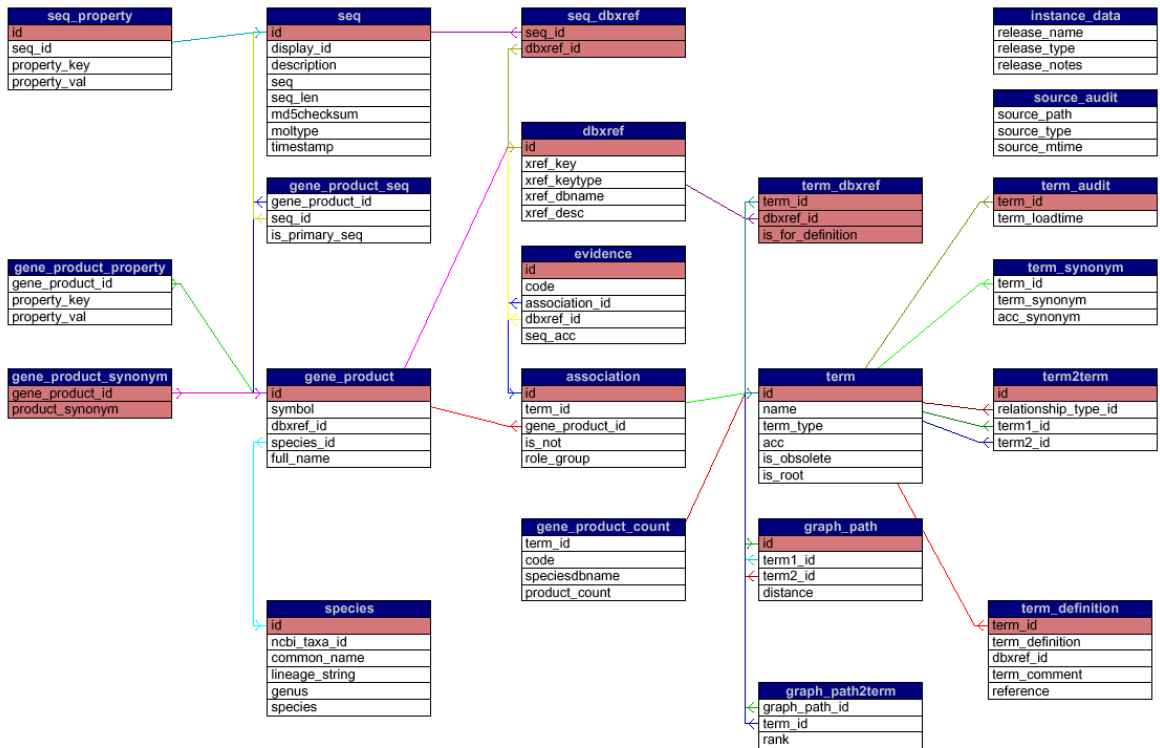 seq_property
id
seq_id
property_key
property_val
seq
id
display_id
description
seq
seq_len
md5checksum
moltype
timestamp
seq_dbxref
seq_id
dbxref_id
instance_data
release_name
release_type
release_notes
source_audit
source_path
source_type
source_mtime
dbxref
id
xref_key
xref_keytype
xref_dbname
xref_desc
gene_product_seq
gene_product_id
seq_id
is_primary_seq
term_dbxref
term_id
dbxref_id
is_for_definition
term_audit
term_id
term_loadtime
gene_product_property
gene_product_id
property_key
property_val
evidence
id
code
association_id
dbxref_id
seq_acc
term_synonym
term_id
term_synonym
acc_synonym
gene_product_synonym
gene_product_id
product_synonym
gene_product
id
symbol
dbxref_id
species_id
full_name
association
id
term_id
gene_product_id
is_not
role_group
term
id
name
term_type
acc
is_obsolete
is_root
term2term
id
relationship_type_id
term1_id
term2_id
gene_product_count
term_id
code
speciesdbname
product_count
graph_path
id
term1_id
term2_id
distance
species
id
ncbi_taxa_id
common_name
lineage_string
genus
species
term_definition
term_id
term_definition
dbxref_id
term_comment
reference
graph_path2term
graph_path_id
term_id
rank